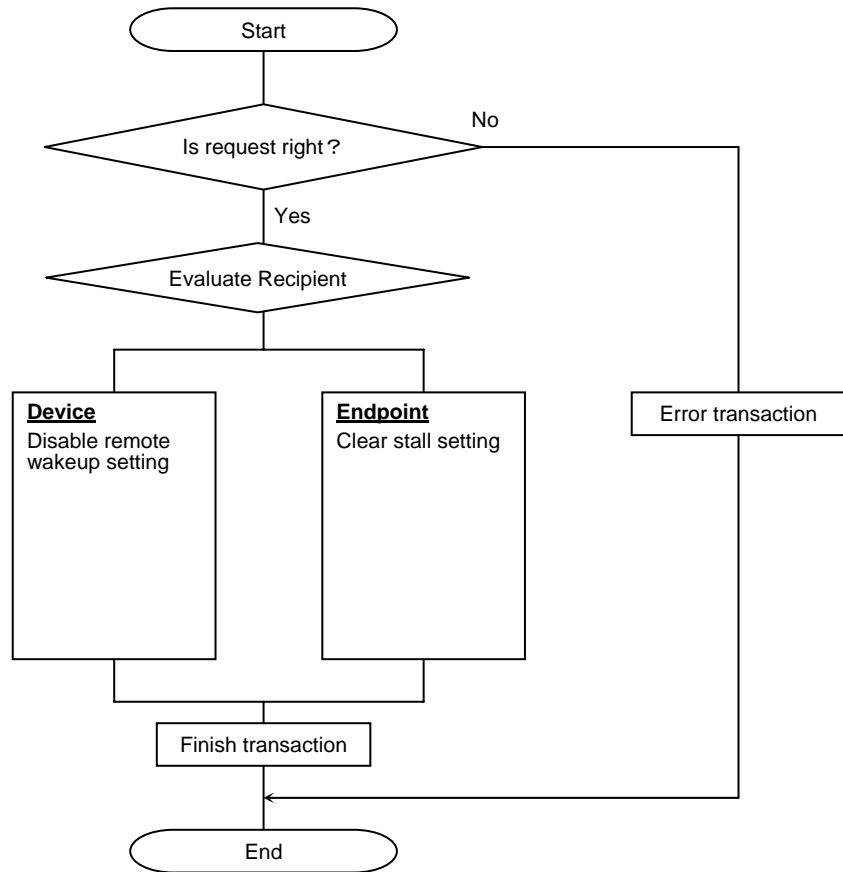 Start
No
Is request right？
Yes
Evaluate Recipient
Device
Disable remote
wakeup setting
Endpoint
Clear stall setting
Error transaction
Finish transaction
End